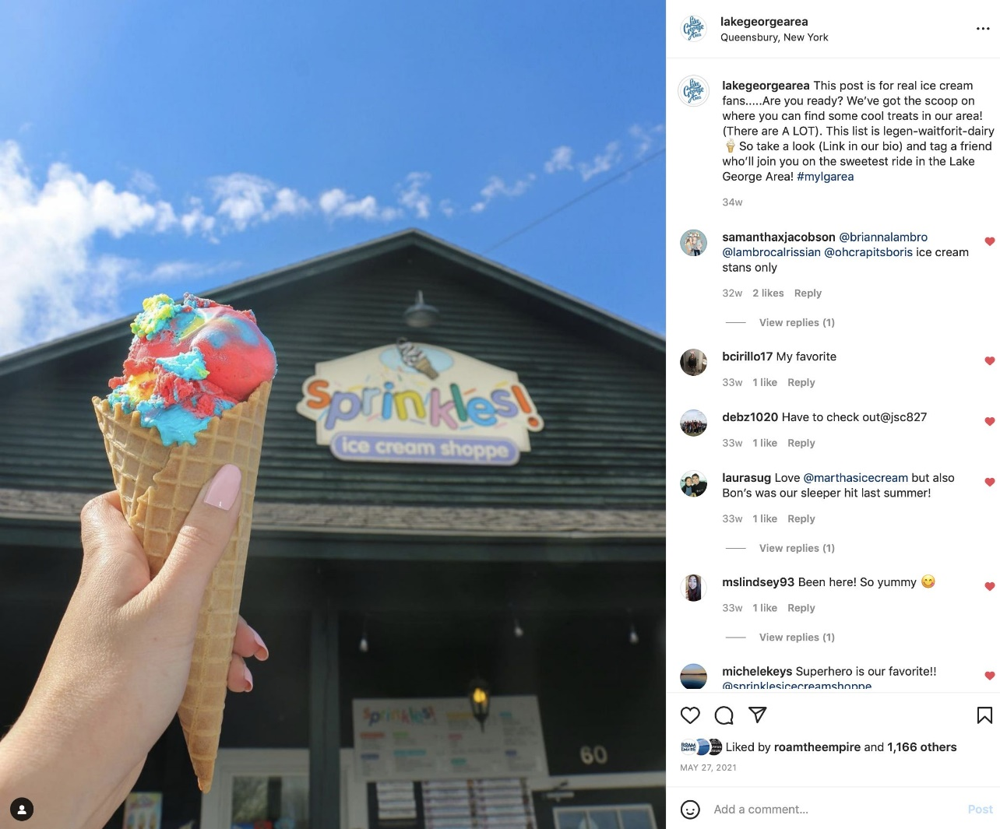 Sprinkles!
ice cream shoppe
Sprinkles!
60
lakegeorgearea
Queensbury, New York
lakegeorgearea This post is for real ice cream
fans.....Are you ready? We’ve got the scoop on
where you can find some cool treats in our area!
(There are A LOT). This list is legen-waitforit-dairy
🍦 So take a look (Link in our bio) and tag a friend
who’ll join you on the sweetest ride in the Lake
George Area! #mylgarea
34w
samanthaxjacobson @briannalambro
@lambrocalrissian @ohcrapitsboris ice cream
stans only
32w 2 likes Reply
View replies (1)
bcirillo17 My favorite
33w 1 like Reply
debz1020 Have to check out@jsc827
33w 1 like Reply
laurasug Love @marthasicecream but also
Bon’s was our sleeper hit last summer!
33w 1 like Reply
View replies (1)
mslindsey93 Been here! So yummy 😋
33w 1 like Reply
View replies (1)
michelekeys Superhero is our favorite!!
@sprinklesicecreamshoppe
Liked by roamtheempire and 1,166 others
MAY 27, 2021
Add a comment...
Post